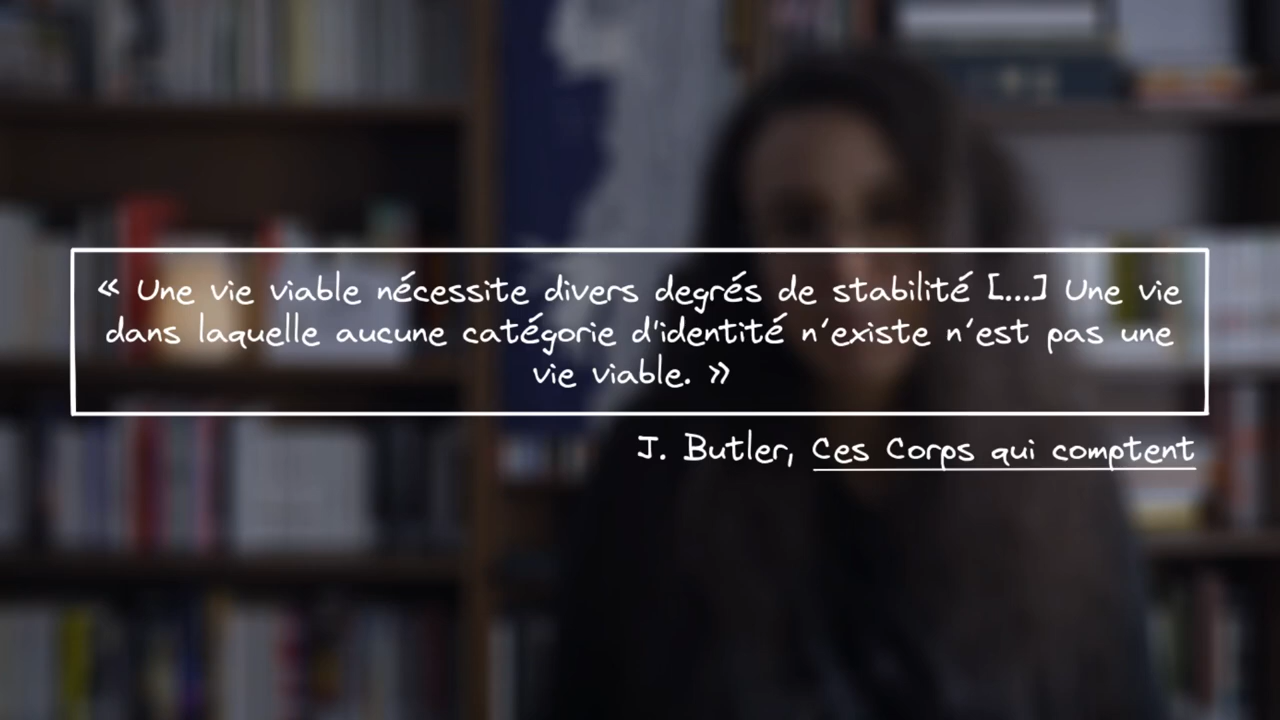 « Une vie viable nécessite divers degrés de stabilité [...] Une vie
dans laquelle aucune catégorie d'identité n’existe n’est pas une
vie viable. »
J. Butler, Ces Corps qui comptent